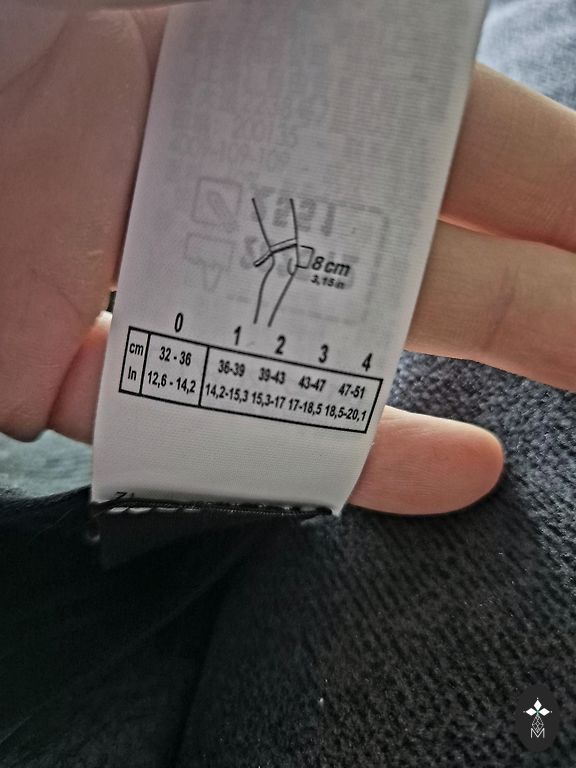 8 cm
3,15 in
0 1 2 3 4
cm 32 - 36 36-39 39-43 43-47 47-51
In 12,6 - 14,2 14,2-15,3 15,3-17 17-18,5 18,5-20,1